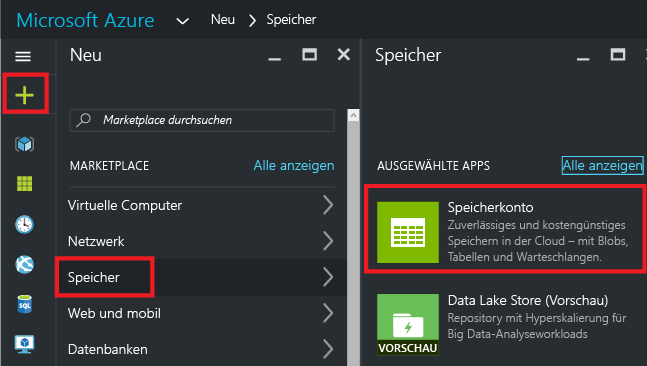 Microsoft Azure Neu Speicher
Neu
Marketplace durchsuchen
MARKETPLACE Alle anzeigen
Virtuelle Computer
Netzwerk
Speicher
Web und mobil
Datenbanken
Speicher
AUSGEWÄHLTE APPS Alle anzeigen
Speicherkonto
Zuverlässiges und kostengünstiges
Speichern in der Cloud – mit Blobs,
Tabellen und Warteschlangen.
Data Lake Store (Vorschau)
Repository mit Hyperskalierung für
Big Data-Analyseworkloads
VORSCHAU
SQL